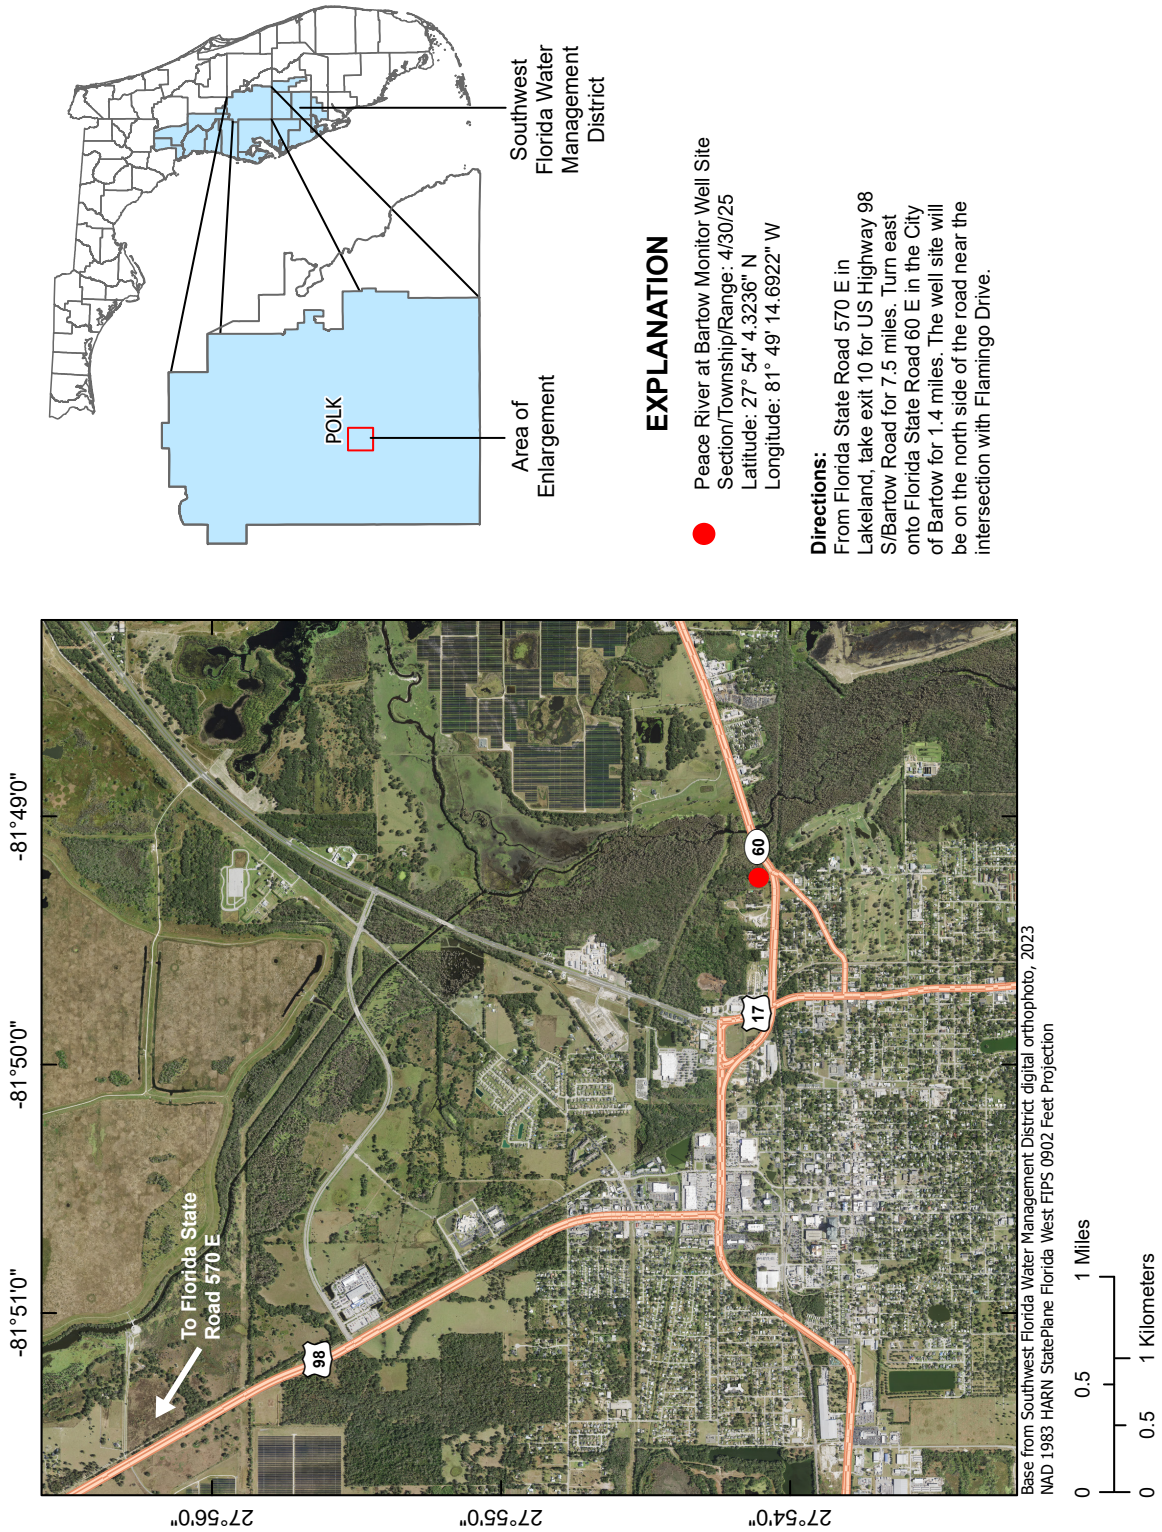 -81°51'0"
-81°50'0"
-81°49'0"
27°56'0"
27°55'0"
27°54'0"
To Florida State
Road 570 E
98
17
60
Base from Southwest Florida Water Management District digital orthophoto, 2023
NAD 1983 HARN StatePlane Florida West FIPS 0902 Feet Projection
0 0.5 1 Miles
0 0.5 1 Kilometers
POLK
Area of
Enlargement
Southwest
Florida Water
Management
District
EXPLANATION
Peace River at Bartow Monitor Well Site
Section/Township/Range: 4/30/25
Latitude: 27° 54' 4.3236" N
Longitude: 81° 49' 14.6922" W
Directions:
From Florida State Road 570 E in
Lakeland, take exit 10 for US Highway 98
S/Bartow Road for 7.5 miles. Turn east
onto Florida State Road 60 E in the City
of Bartow for 1.4 miles. The well site will
be on the north side of the road near the
intersection with Flamingo Drive.